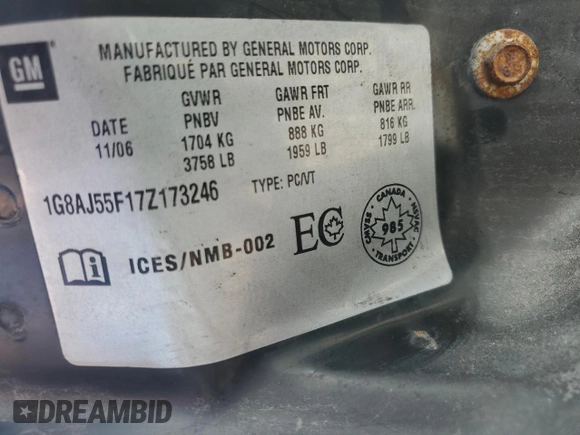 GM
MANUFACTURED BY GENERAL MOTORS CORP.
FABRIQUÉ PAR GENERAL MOTORS CORP.
DATE
11/06
GVWR
PNBV
1704 KG
3758 LB
GAWR FRT
PNBE AV.
888 KG
1959 LB
GAWR RR
PNBE ARR.
816 KG
1799 LB
1G8AJ55F17Z173246
TYPE: PC/VT
ICES/NMB-002
EC
CANADA
CMVSS
985
NSVAC
TRANSPORT
DREAMBID